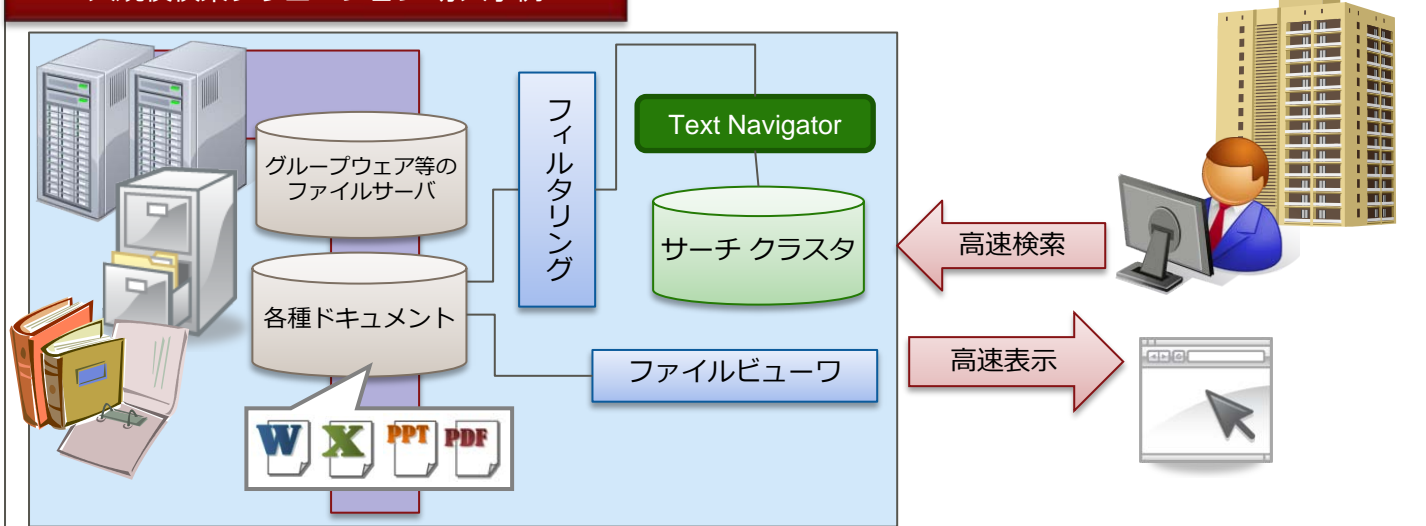 グループウェア等の
ファイルサーバ
各種ドキュメント
W X PPT PDF
フィルタリング
Text Navigator
サーチ クラスタ
ファイルビューワ
高速検索
高速表示